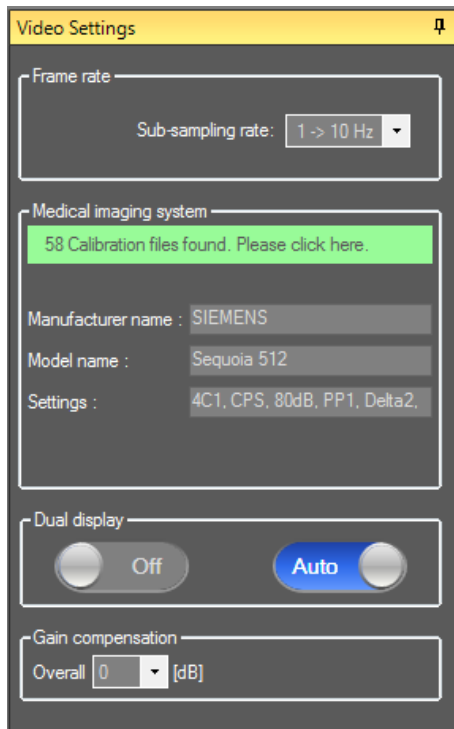 Video Settings
Frame rate
Sub-sampling rate: 1 -> 10 Hz
Medical imaging system
58 Calibration files found. Please click here.
Manufacturer name : SIEMENS
Model name : Sequoia 512
Settings : 4C1, CPS, 80dB, PP1, Delta2,
Dual display
Off Auto
Gain compensation
Overall 0 [dB]